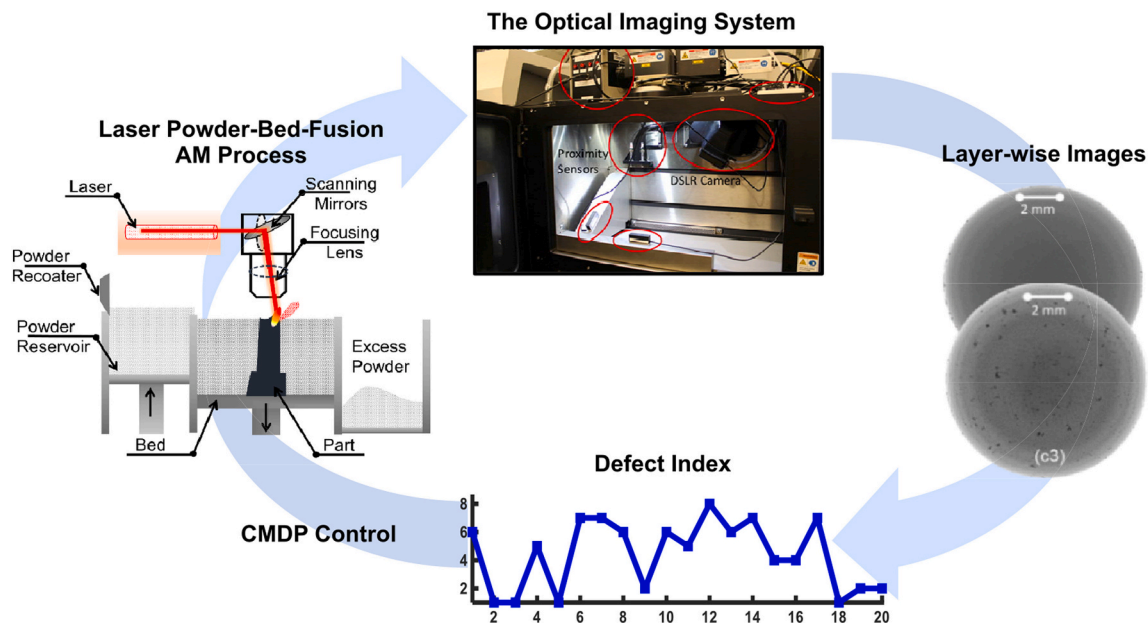 The Optical Imaging System
Proximity
Sensors
DSLR Camera
Laser Powder-Bed-Fusion
AM Process
Laser
Scanning
Mirrors
Focusing
Lens
Powder
Recoater
Powder
Reservoir
Excess
Powder
Bed
Part
Layer-wise Images
2 mm
2 mm
(c3)
Defect Index
CMDP Control
8
6
4
2
2 4 6 8 10 12 14 16 18 20